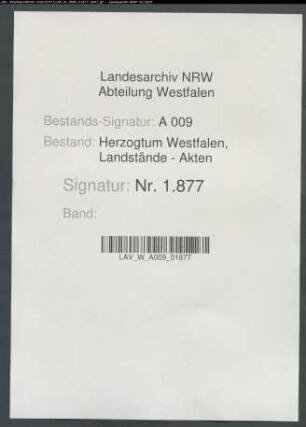 Landesarchiv NRW
Abteilung Westfalen
Bestands-Signatur: A 009
Bestand: Herzogtum Westfalen,
Landstände - Akten
Signatur: Nr. 1.877
Band:
LAV_W_A009_01877